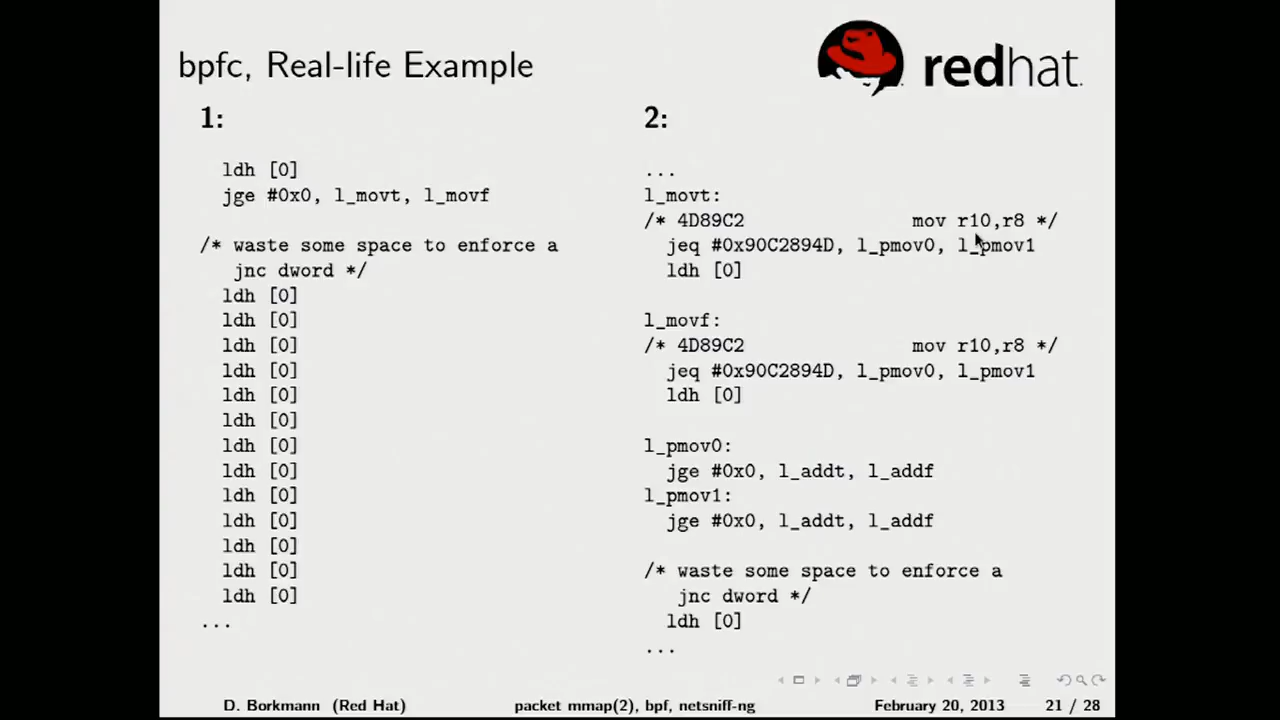 bpfc, Real-life Example
redhat.
1:
ldh [0]
jge #0x0, l_movt, l_movf
/* waste some space to enforce a
jnc dword */
ldh [0]
ldh [0]
ldh [0]
ldh [0]
ldh [0]
ldh [0]
ldh [0]
ldh [0]
ldh [0]
ldh [0]
ldh [0]
ldh [0]
ldh [0]
...
2:
...
l_movt:
/* 4D89C2 mov r10,r8 */
jeq #0x90C2894D, l_pmov0, l_pmov1
ldh [0]
l_movf:
/* 4D89C2 mov r10,r8 */
jeq #0x90C2894D, l_pmov0, l_pmov1
ldh [0]
l_pmov0:
jge #0x0, l_addt, l_addf
l_pmov1:
jge #0x0, l_addt, l_addf
/* waste some space to enforce a
jnc dword */
ldh [0]
...
D. Borkmann (Red Hat) packet mmap(2), bpf, netsniff-ng February 20, 2013 21 / 28